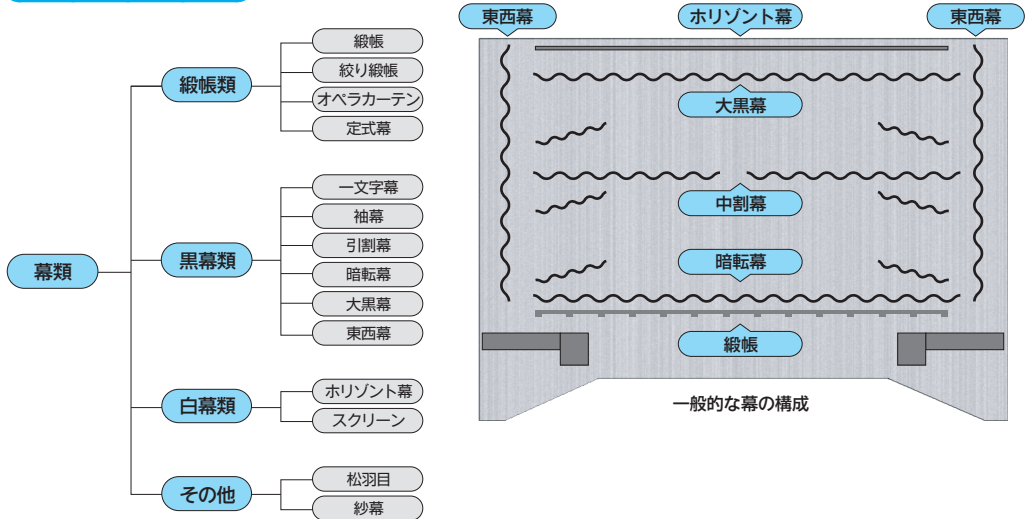 幕類
緞帳類
緞帳
絞り緞帳
オペラカーテン
定式幕
黒幕類
一文字幕
袖幕
引割幕
暗転幕
大黒幕
東西幕
白幕類
ホリゾント幕
スクリーン
その他
松羽目
紗幕
東西幕
ホリゾント幕
東西幕
大黒幕
中割幕
暗転幕
緞帳
一般的な幕の構成